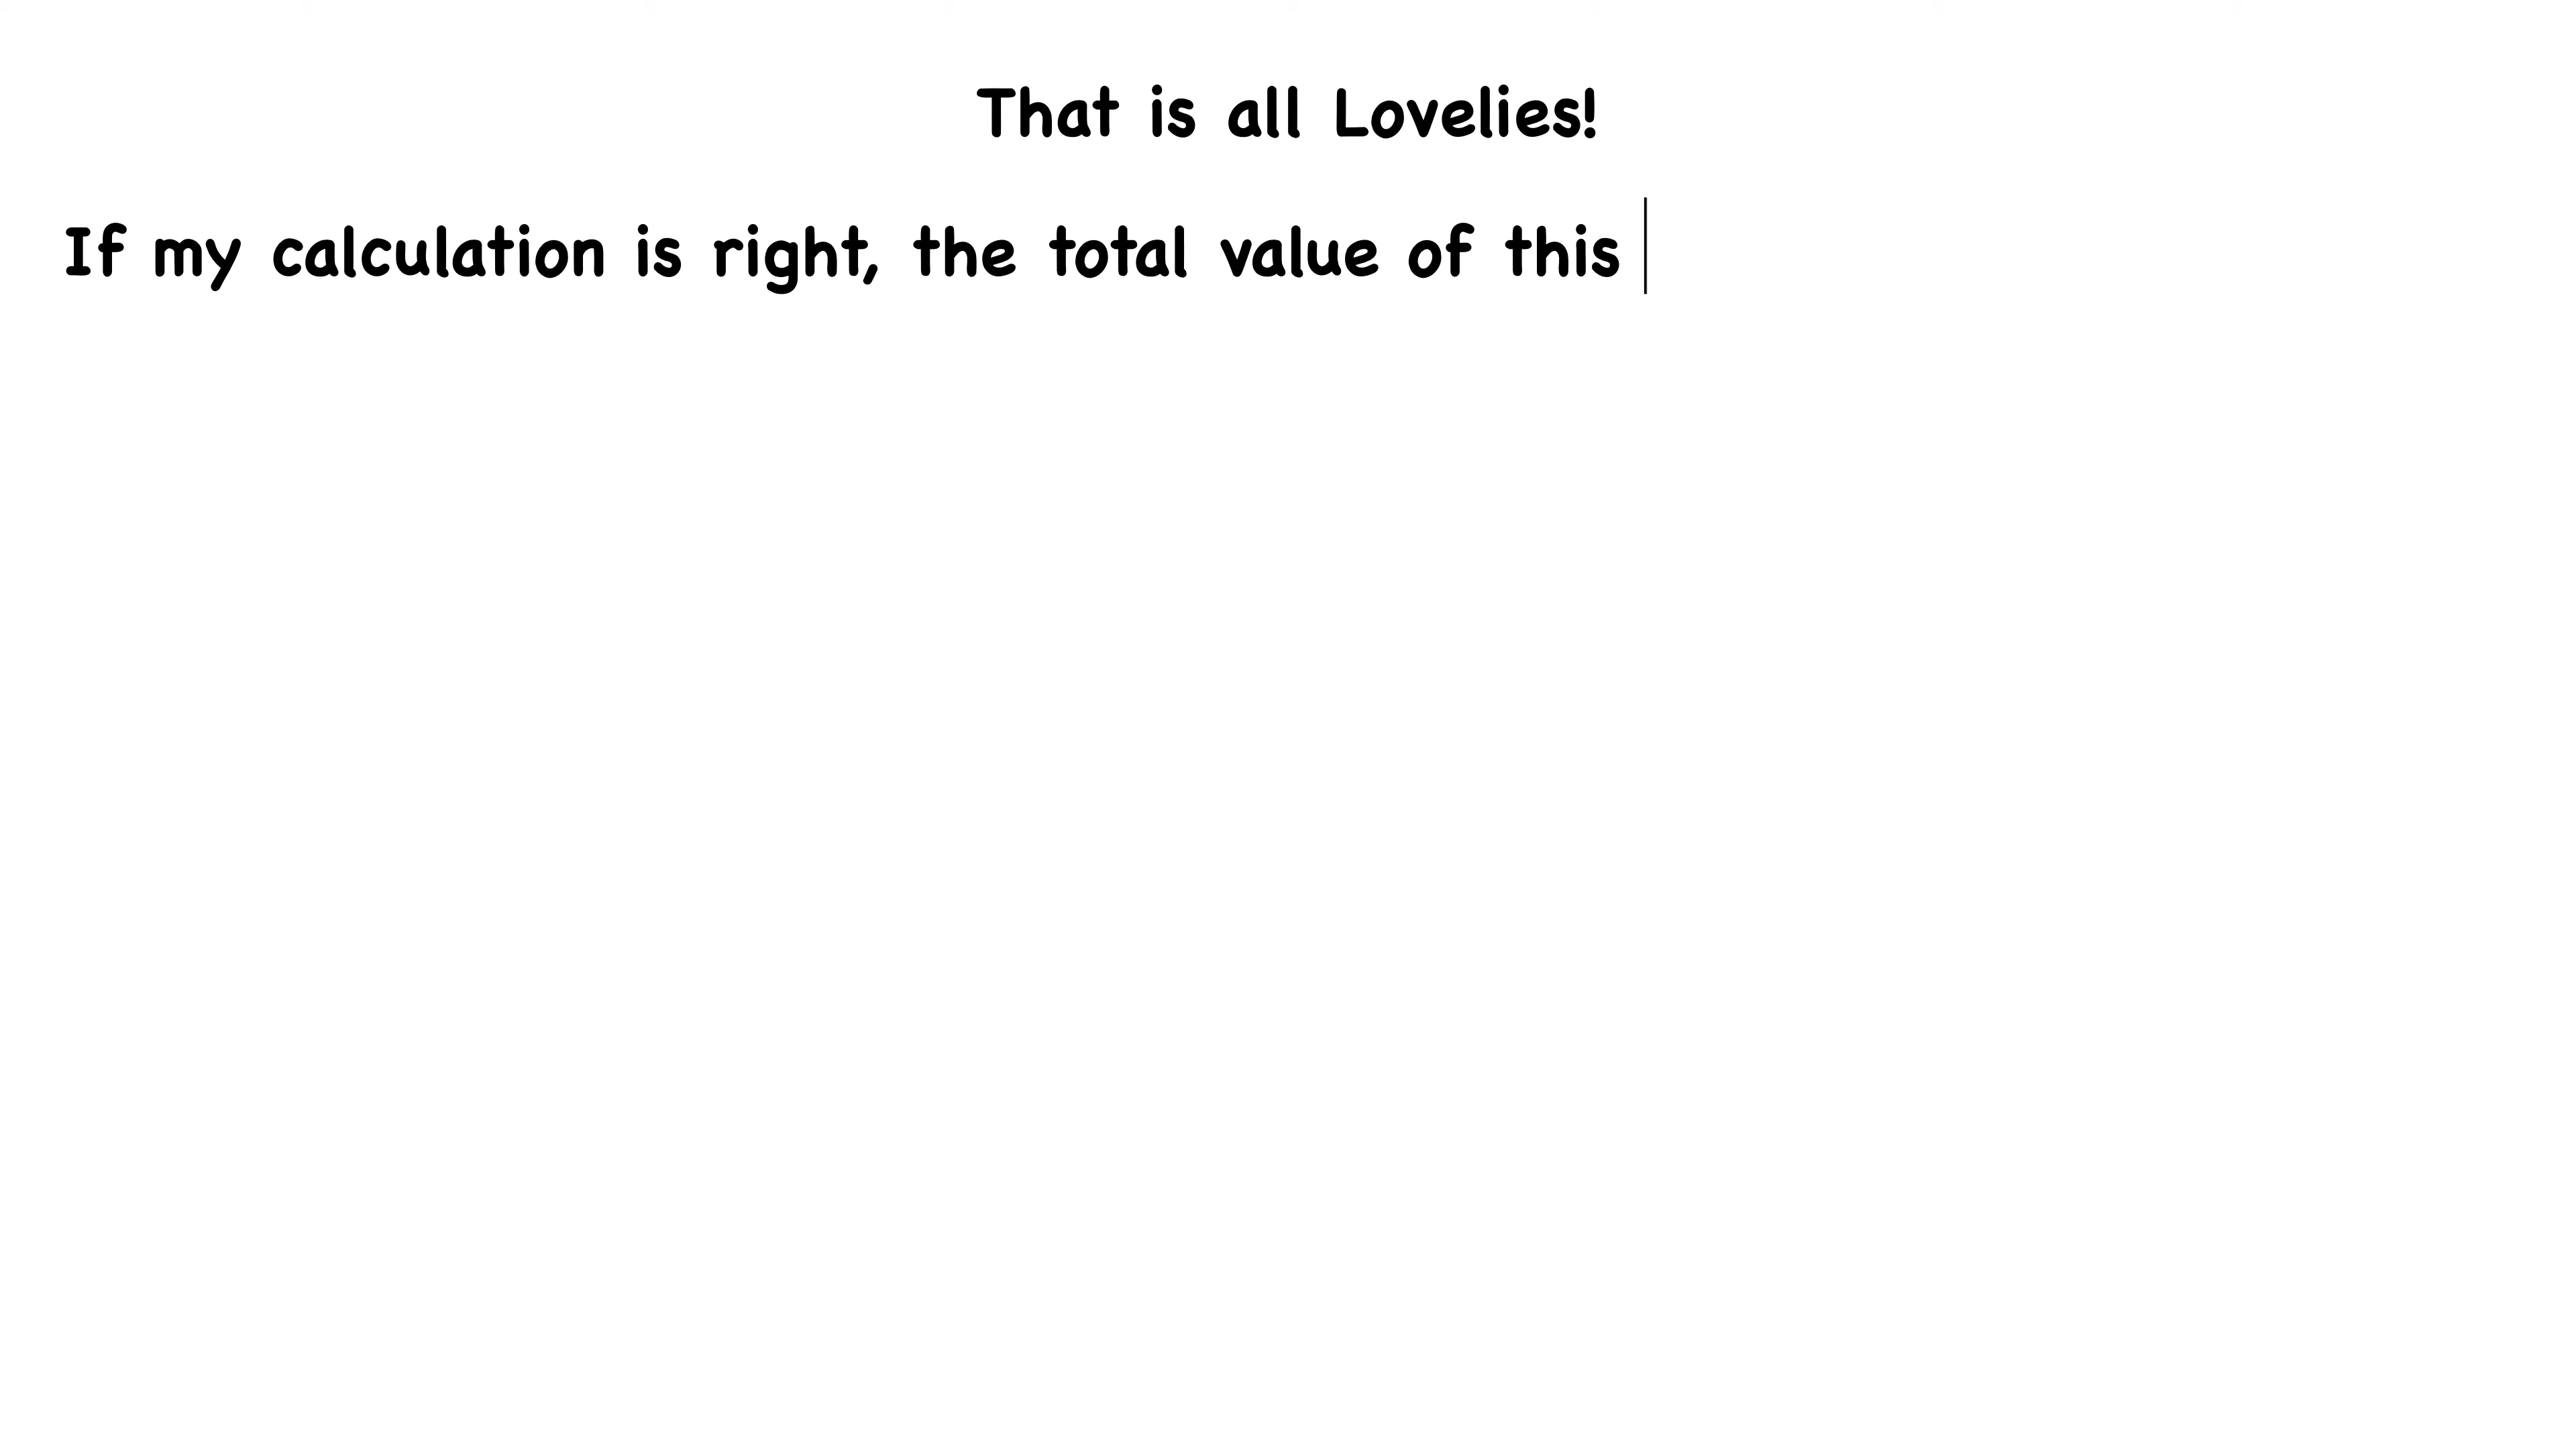 That is all Lovelies!
If my calculation is right, the total value of this